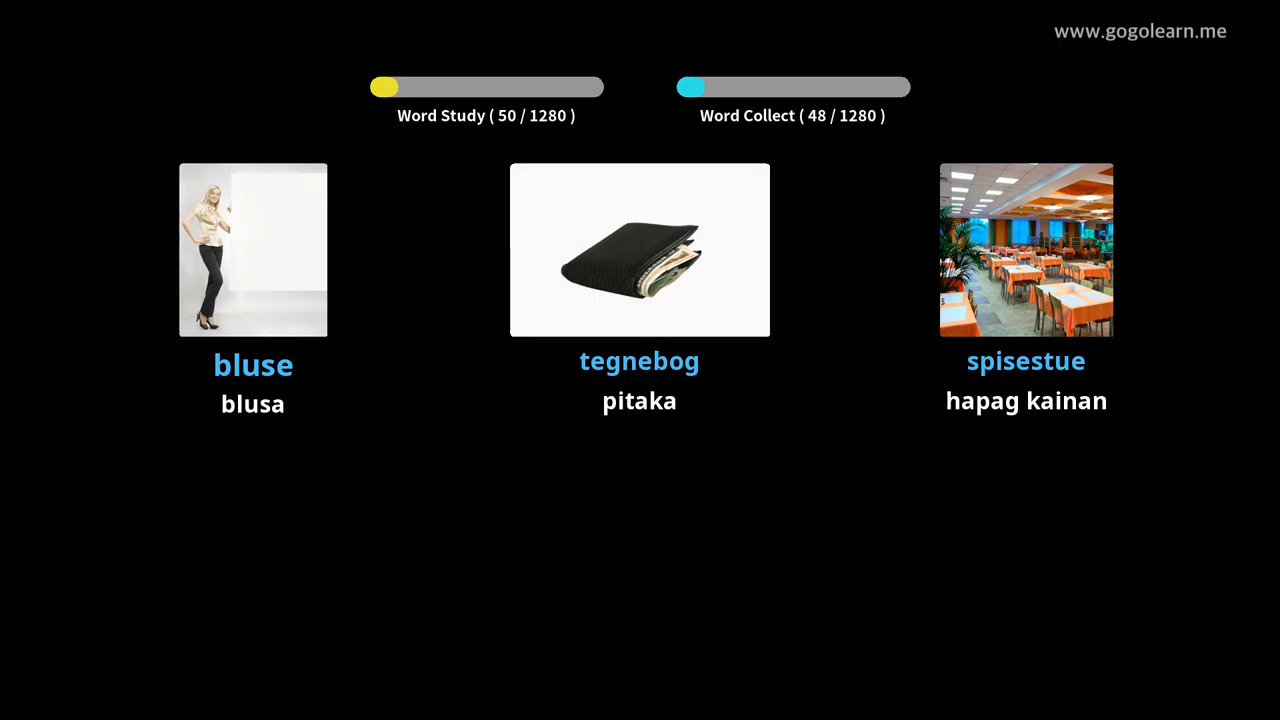 www.gogolearn.me
Word Study ( 50 / 1280 )
Word Collect ( 48 / 1280 )
bluse
tegnebog
spisestue
blusa
pitaka
hapag kainan